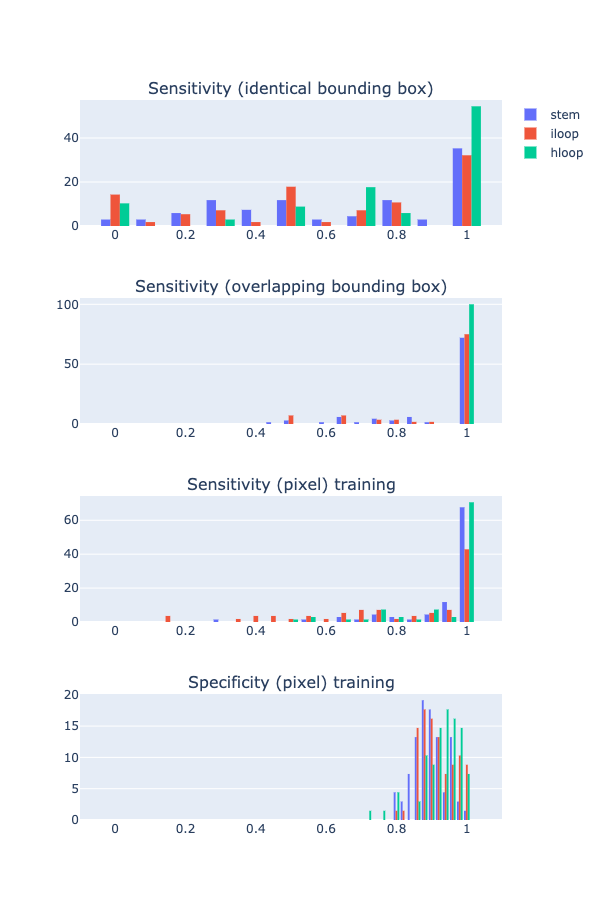 Sensitivity (identical bounding box)
stem
iloop
hloop
40
20
0
0 0.2 0.4 0.6 0.8 1
Sensitivity (overlapping bounding box)
100
50
0
0 0.2 0.4 0.6 0.8 1
Sensitivity (pixel) training
60
40
20
0
0 0.2 0.4 0.6 0.8 1
Specificity (pixel) training
20
15
10
5
0
0 0.2 0.4 0.6 0.8 1